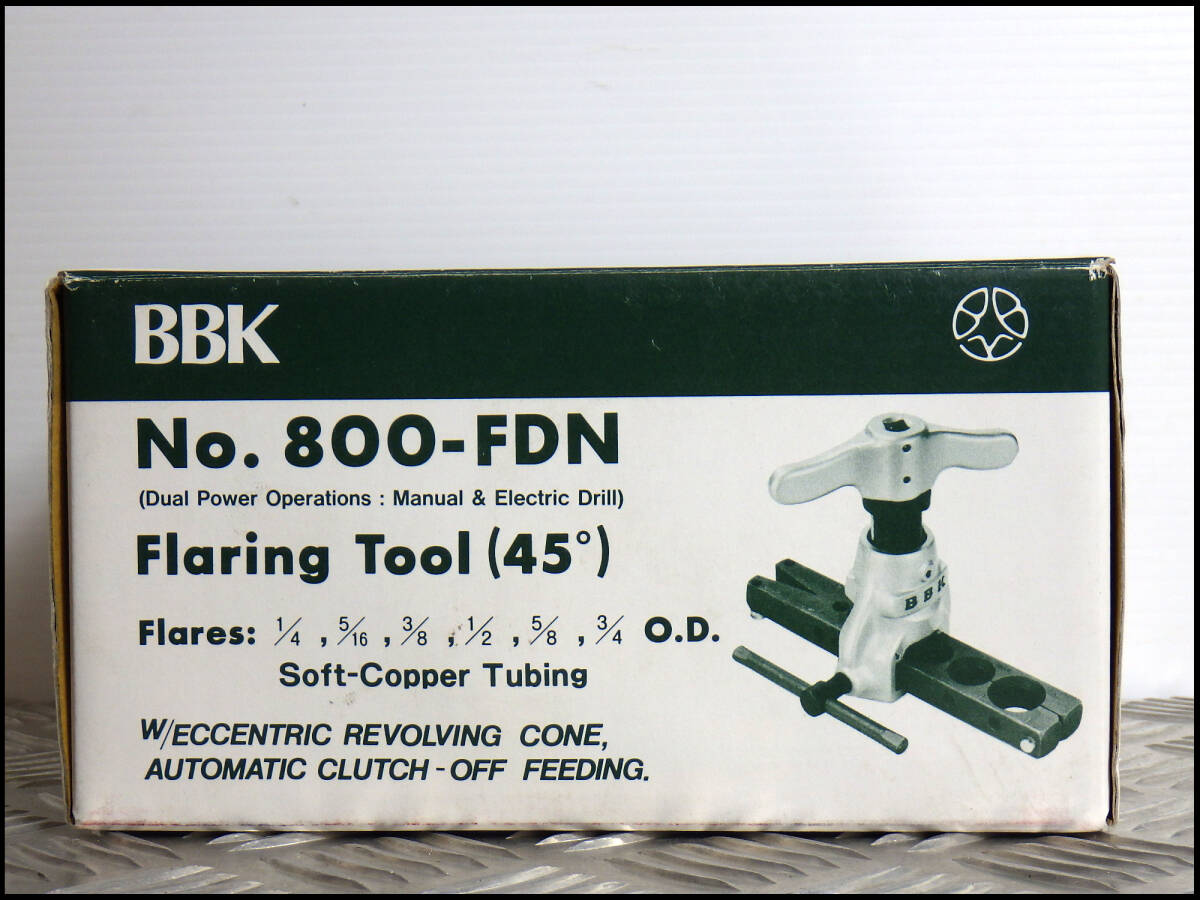 BBK
No. 800-FDN
(Dual Power Operations : Manual & Electric Drill)
Flaring Tool (45°)
Flares: 1/4 , 5/16 , 3/8 , 1/2 , 5/8 , 3/4 O.D.
Soft-Copper Tubing
W/ECCENTRIC REVOLVING CONE,
AUTOMATIC CLUTCH-OFF FEEDING.
BBK